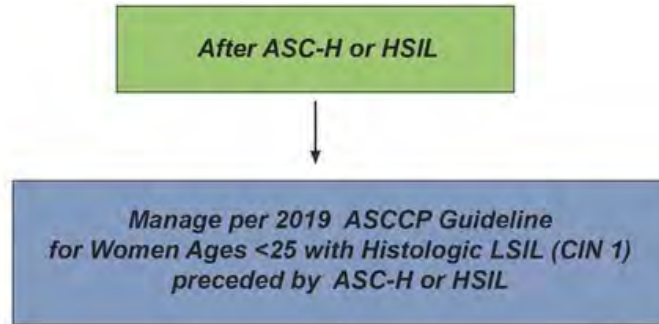 After ASC-H or HSIL
Manage per 2019 ASCCP Guideline
for Women Ages <25 with Histologic LSIL (CIN 1)
preceded by ASC-H or HSIL